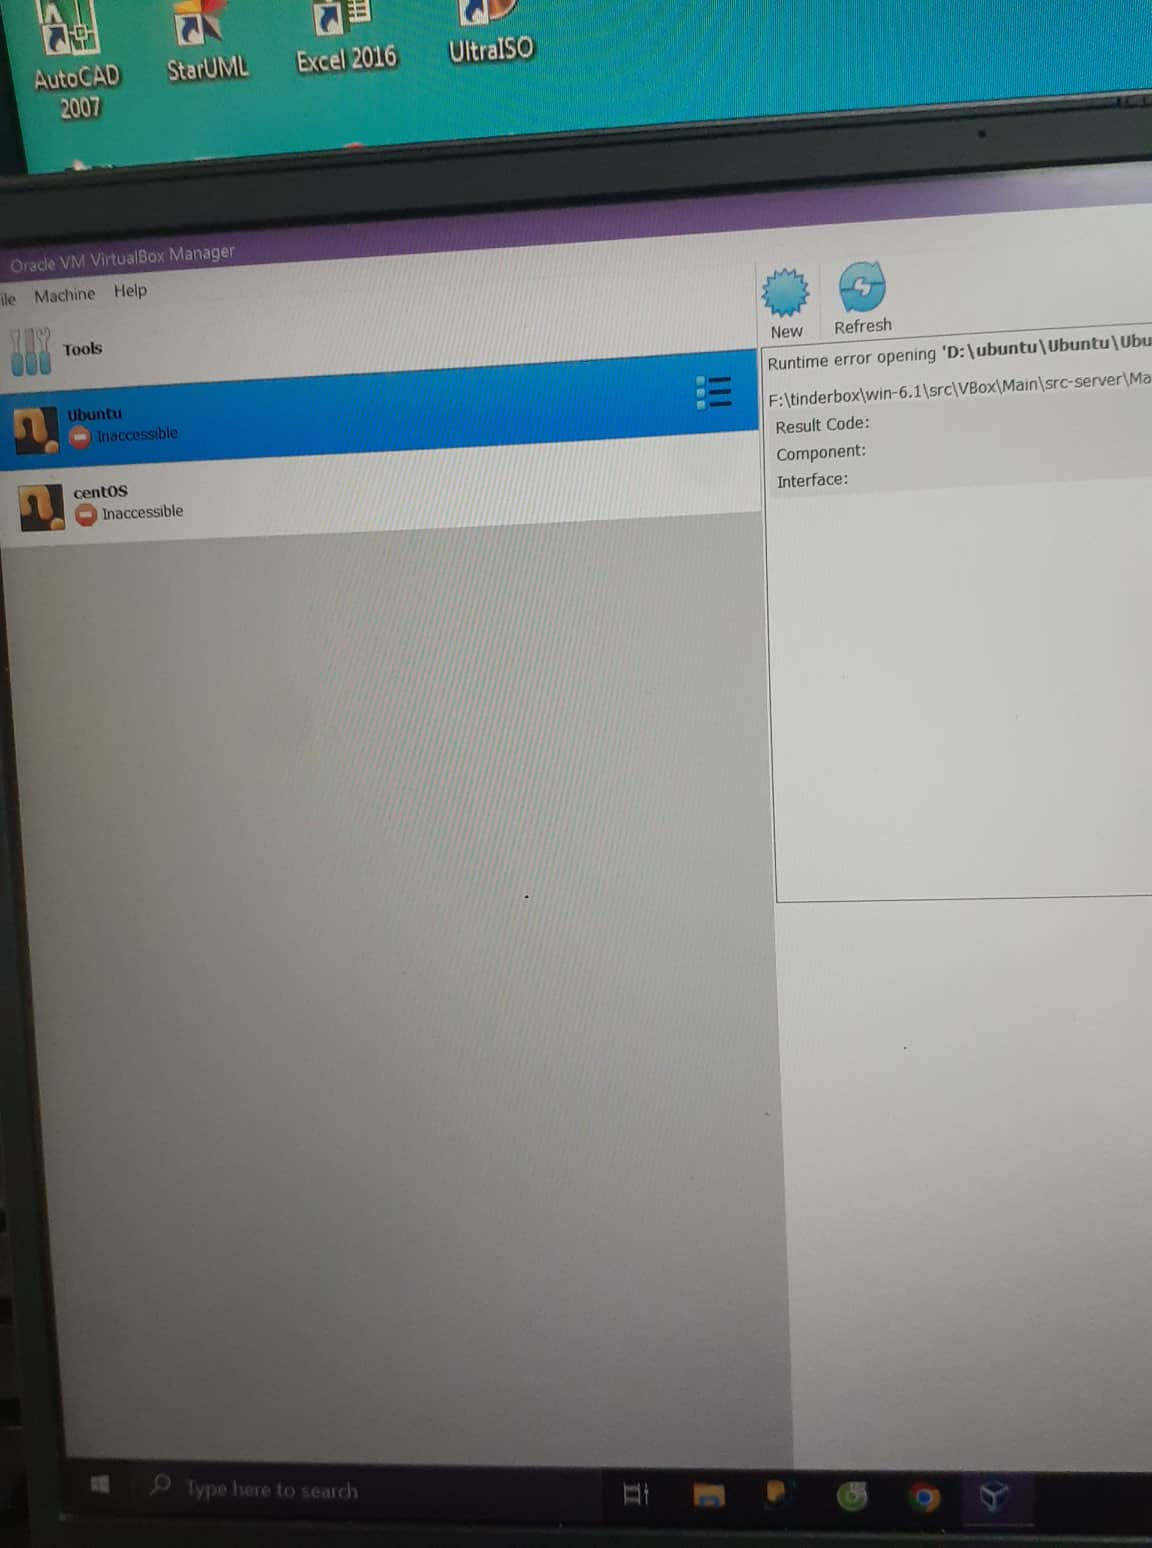 AutoCAD
2007
StarUML
Excel 2016
UltraISO
Oracle VM VirtualBox Manager
ile Machine Help
Tools
New
Refresh
Ubuntu
Inaccessible
centOS
Inaccessible
Runtime error opening 'D:\ubuntu\Ubuntu\Ubu
F:\tinderbox\win-6.1\src\VBox\Main\src-server\Ma
Result Code:
Component:
Interface:
Type here to search